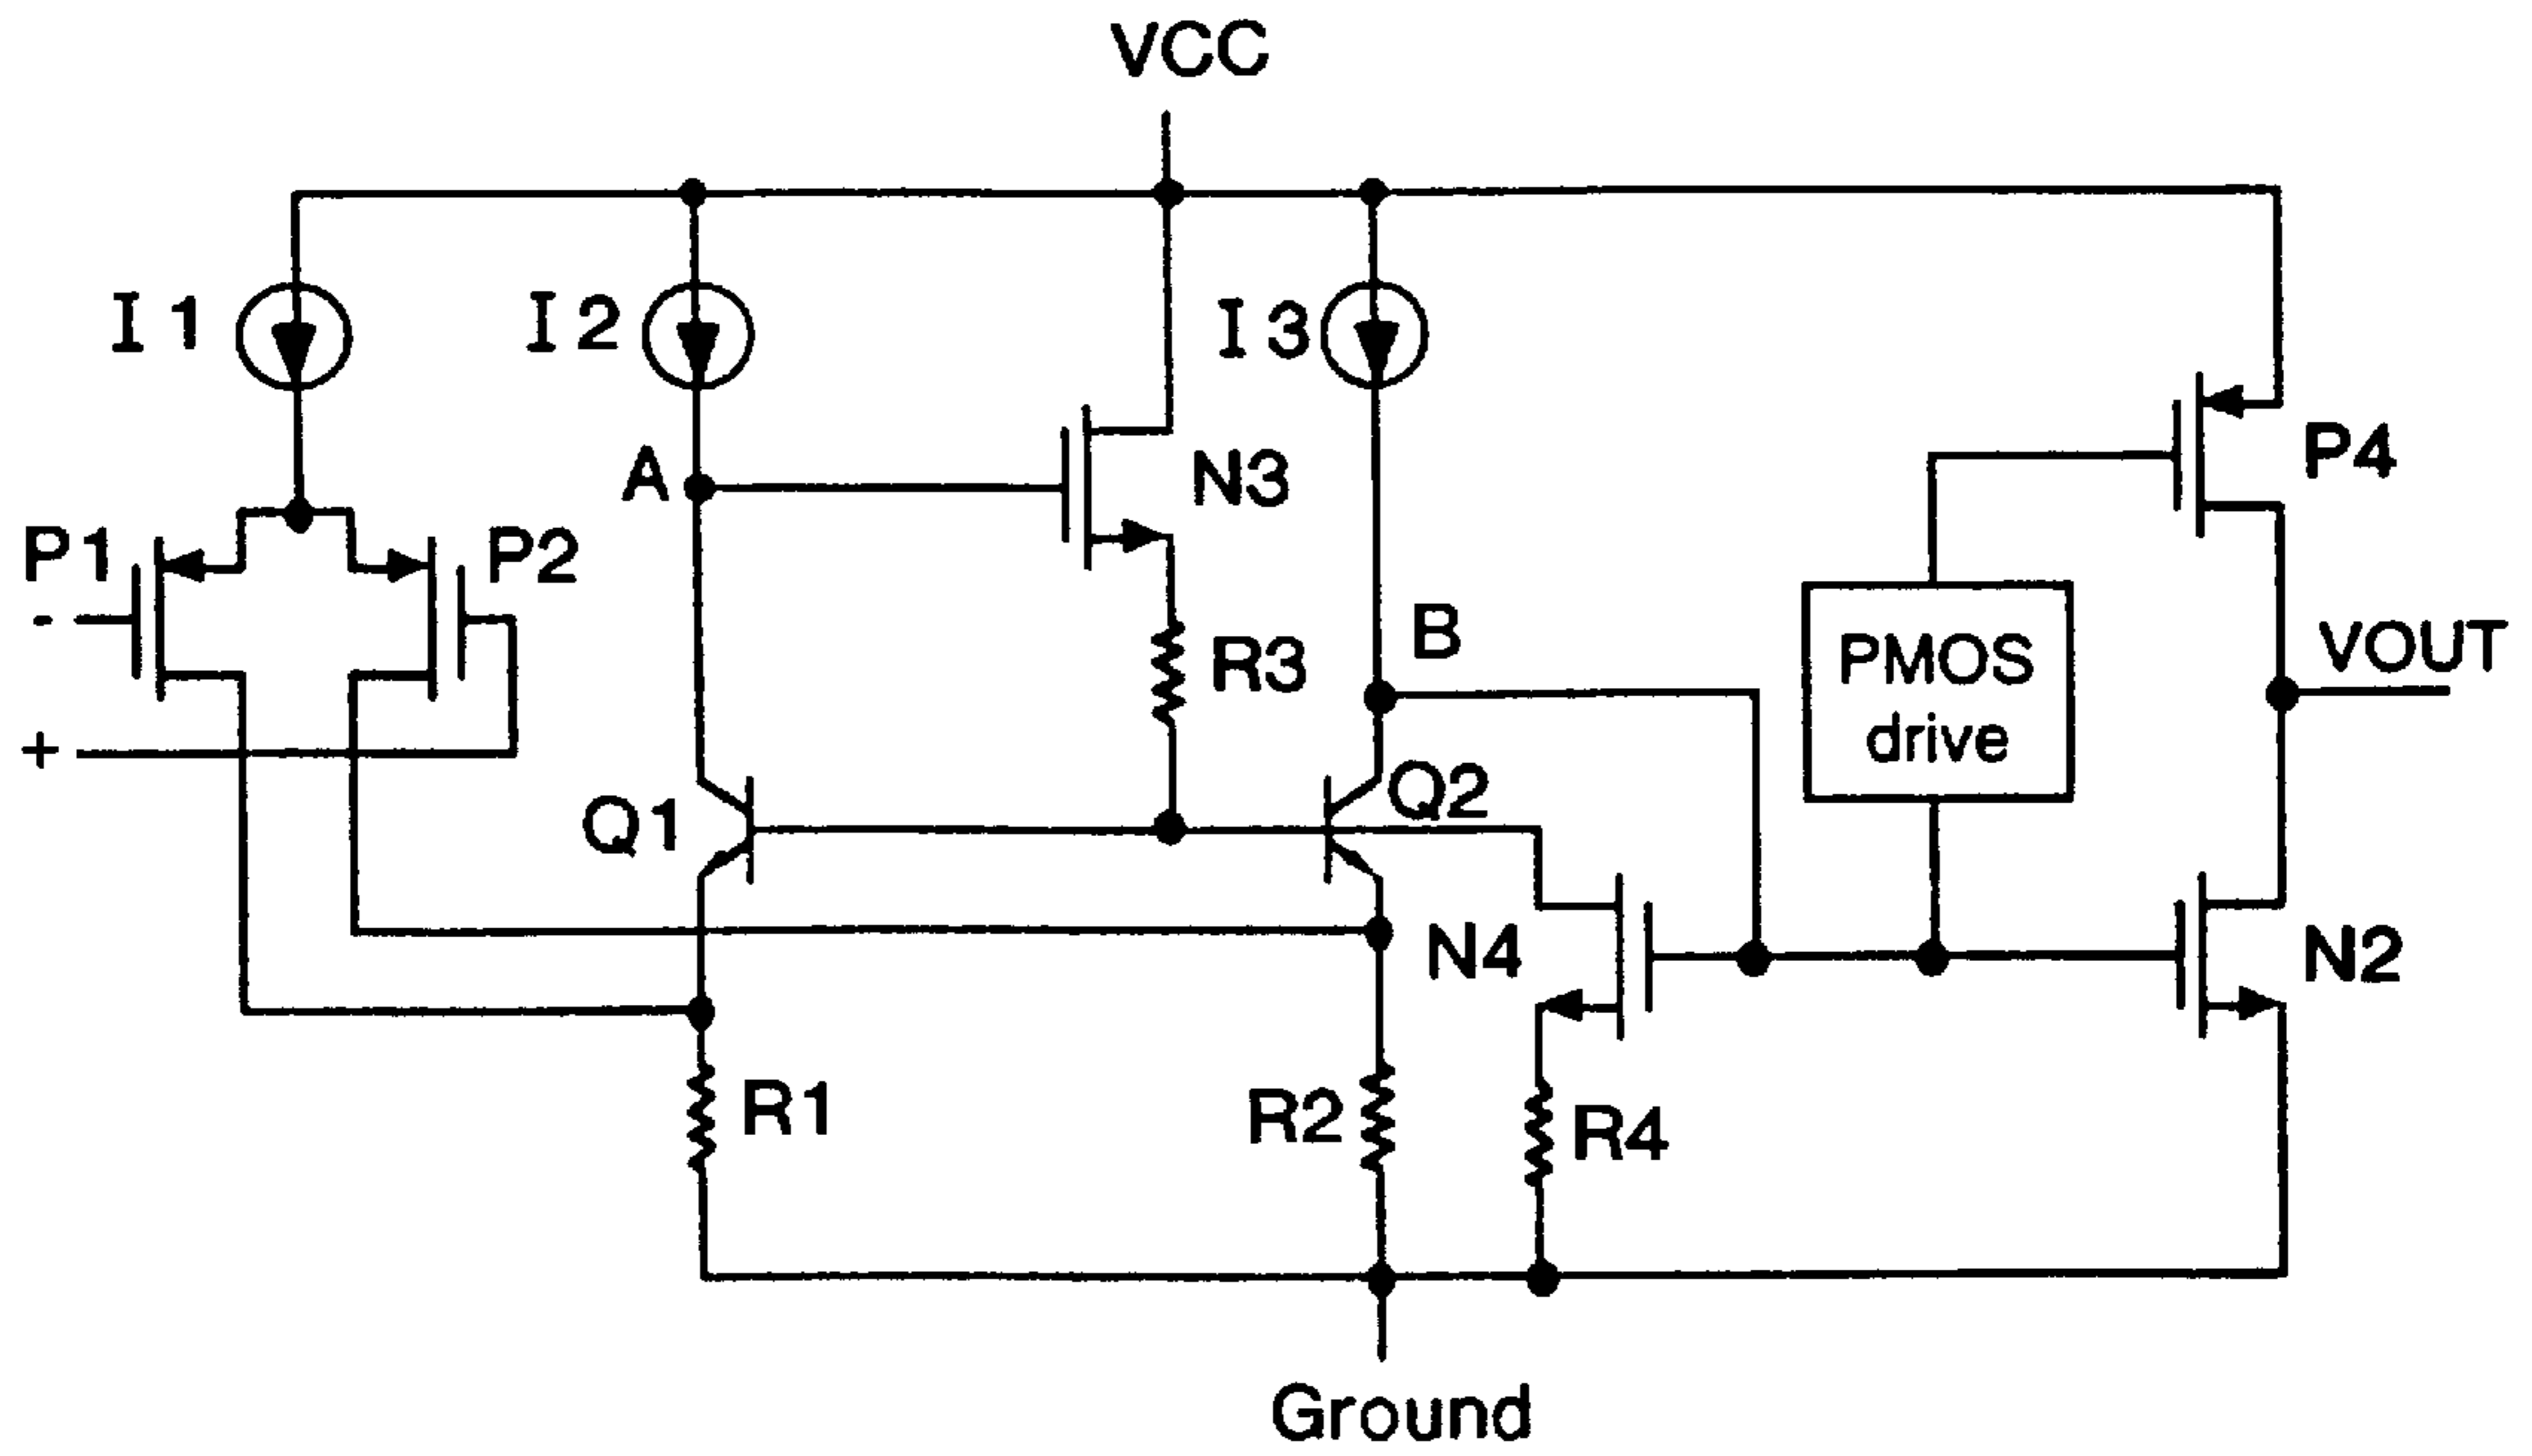 VCC
I1
I2
I3
A
N3
P4
P1
P2
-
+
B
R3
PMOS
drive
VOUT
Q1
Q2
N4
N2
R1
R2
R4
Ground